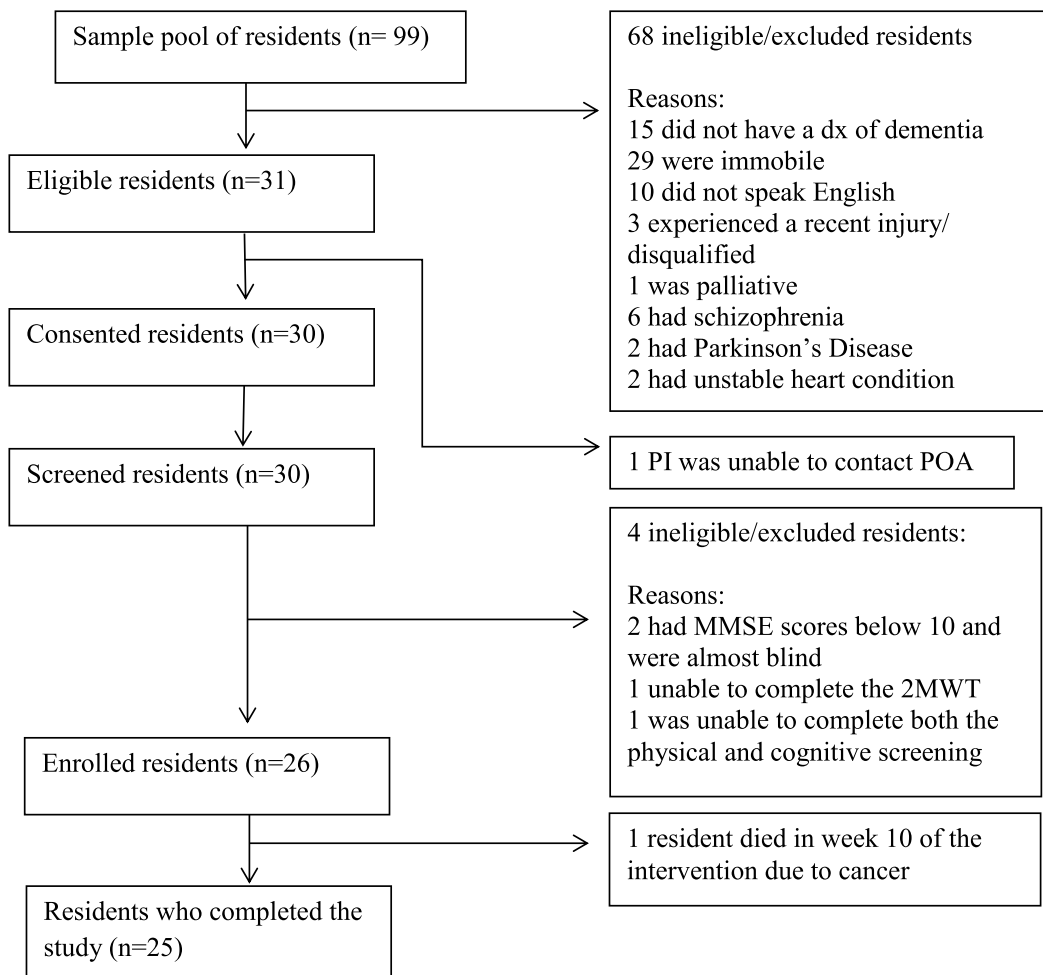 Sample pool of residents (n= 99)
68 ineligible/excluded residents
Reasons:
15 did not have a dx of dementia
29 were immobile
10 did not speak English
3 experienced a recent injury/
disqualified
1 was palliative
6 had schizophrenia
2 had Parkinson’s Disease
2 had unstable heart condition
Eligible residents (n=31)
Consented residents (n=30)
1 PI was unable to contact POA
Screened residents (n=30)
4 ineligible/excluded residents:
Reasons:
2 had MMSE scores below 10 and
were almost blind
1 unable to complete the 2MWT
1 was unable to complete both the
physical and cognitive screening
Enrolled residents (n=26)
1 resident died in week 10 of the
intervention due to cancer
Residents who completed the
study (n=25)